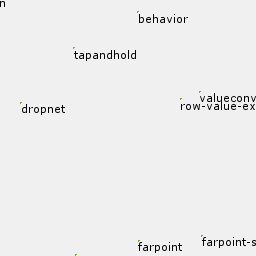 n
behavior
tapandhold
valueconv
row-value-ex
dropnet
farpoint-s
farpoint